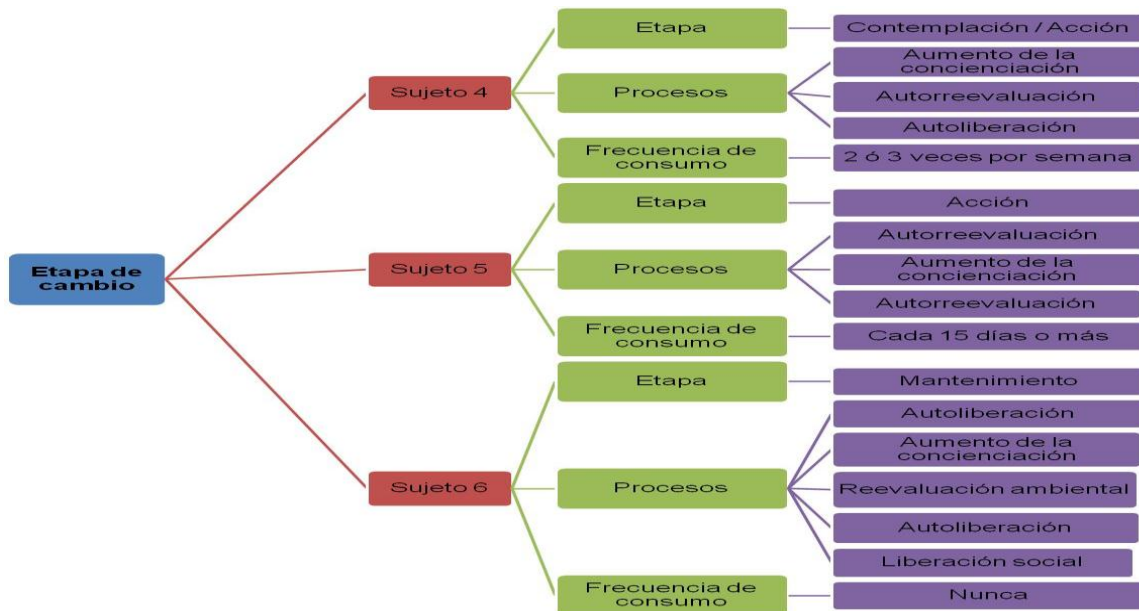 Etapa de
cambio
Sujeto 4
Etapa
Contemplación / Acción
Procesos
Aumento de la
concienciación
Autorreevaluación
Autoliberación
Frecuencia de
consumo
2 ó 3 veces por semana
Sujeto 5
Etapa
Acción
Procesos
Autorreevaluación
Aumento de la
concienciación
Autorreevaluación
Frecuencia de
consumo
Cada 15 días o más
Sujeto 6
Etapa
Mantenimiento
Procesos
Autoliberación
Aumento de la
concienciación
Reevaluación ambiental
Autoliberación
Liberación social
Frecuencia de
consumo
Nunca